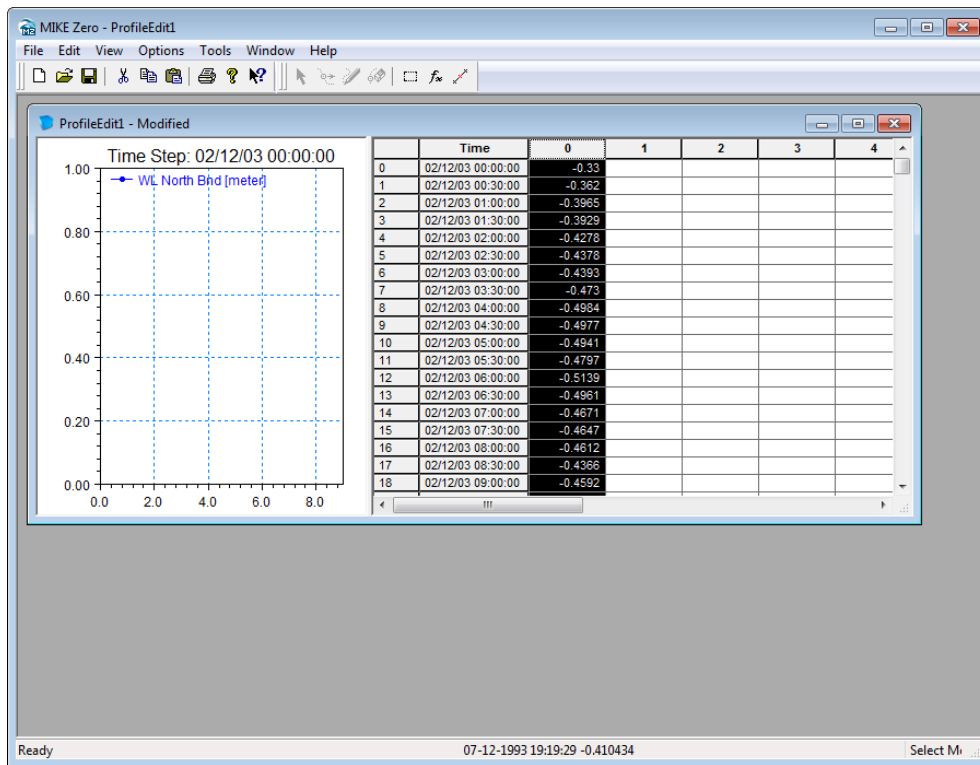 MIKE Zero - ProfileEdit1
File Edit View Options Tools Window Help
ProfileEdit1 - Modified
Time Step: 02/12/03 00:00:00
WL North Bnd [meter]
1.00
0.80
0.60
0.40
0.20
0.00
0.0 2.0 4.0 6.0 8.0
Time 0 1 2 3 4
0 02/12/03 00:00:00 -0.33
1 02/12/03 00:30:00 -0.362
2 02/12/03 01:00:00 -0.3965
3 02/12/03 01:30:00 -0.3929
4 02/12/03 02:00:00 -0.4278
5 02/12/03 02:30:00 -0.4378
6 02/12/03 03:00:00 -0.4393
7 02/12/03 03:30:00 -0.473
8 02/12/03 04:00:00 -0.4984
9 02/12/03 04:30:00 -0.4977
10 02/12/03 05:00:00 -0.4941
11 02/12/03 05:30:00 -0.4797
12 02/12/03 06:00:00 -0.5139
13 02/12/03 06:30:00 -0.4961
14 02/12/03 07:00:00 -0.4671
15 02/12/03 07:30:00 -0.4647
16 02/12/03 08:00:00 -0.4612
17 02/12/03 08:30:00 -0.4366
18 02/12/03 09:00:00 -0.4592
Ready 07-12-1993 19:19:29 -0.410434 Select